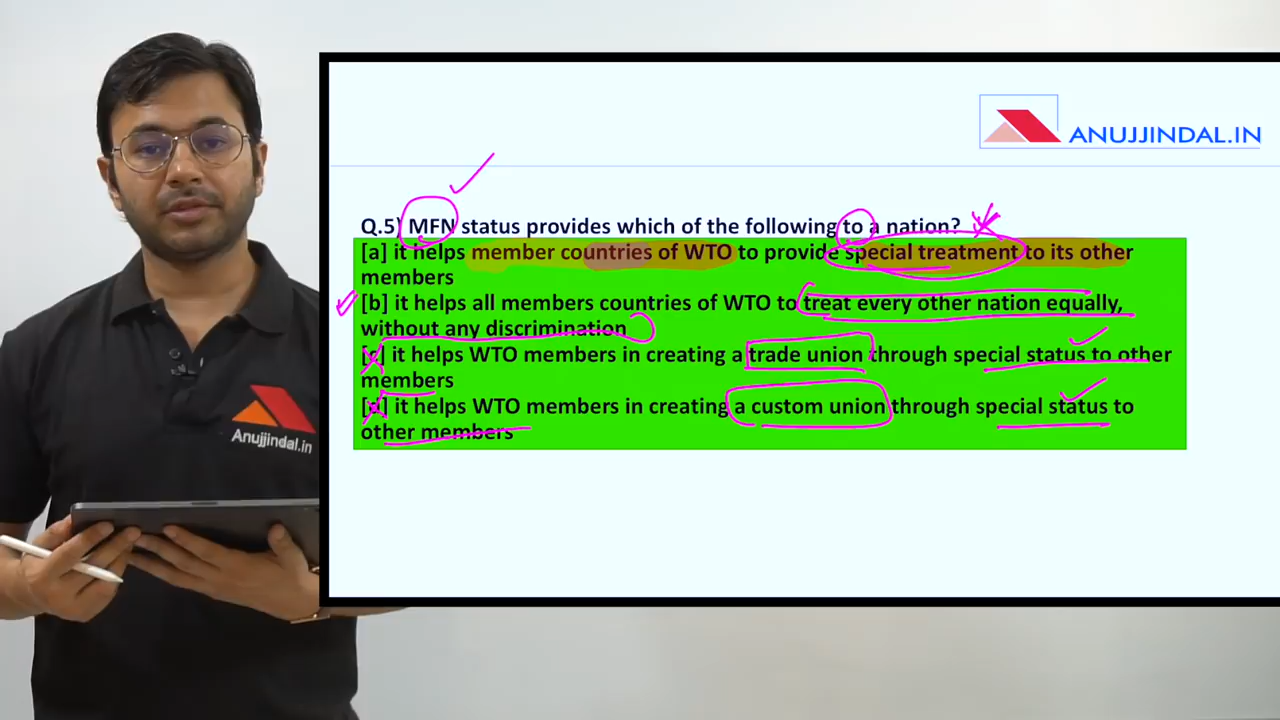 ANUJJINDAL.IN
Q.5) MFN status provides which of the following to a nation?
[a] it helps member countries of WTO to provide special treatment to its other
members
[b] it helps all members countries of WTO to treat every other nation equally,
without any discrimination
[c] it helps WTO members in creating a trade union through special status to other
members
[d] it helps WTO members in creating a custom union through special status to
other members
Anujjindal.in